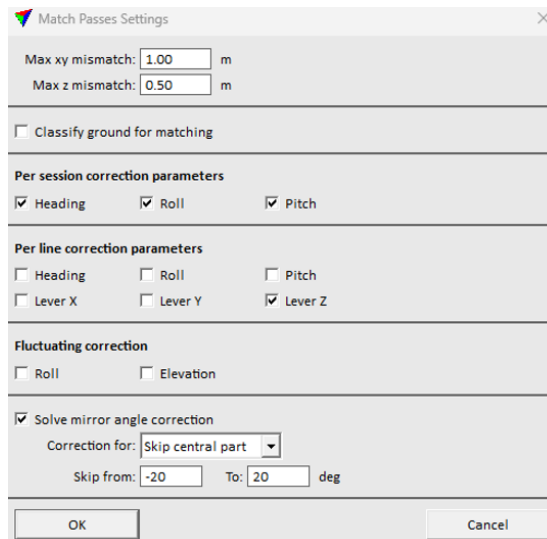 Match Passes Settings
Max xy mismatch: 1.00 m
Max z mismatch: 0.50 m
Classify ground for matching
Per session correction parameters
Heading Roll Pitch
Per line correction parameters
Heading Roll Pitch
Lever X Lever Y Lever Z
Fluctuating correction
Roll Elevation
Solve mirror angle correction
Correction for: Skip central part
Skip from: -20 To: 20 deg
OK Cancel